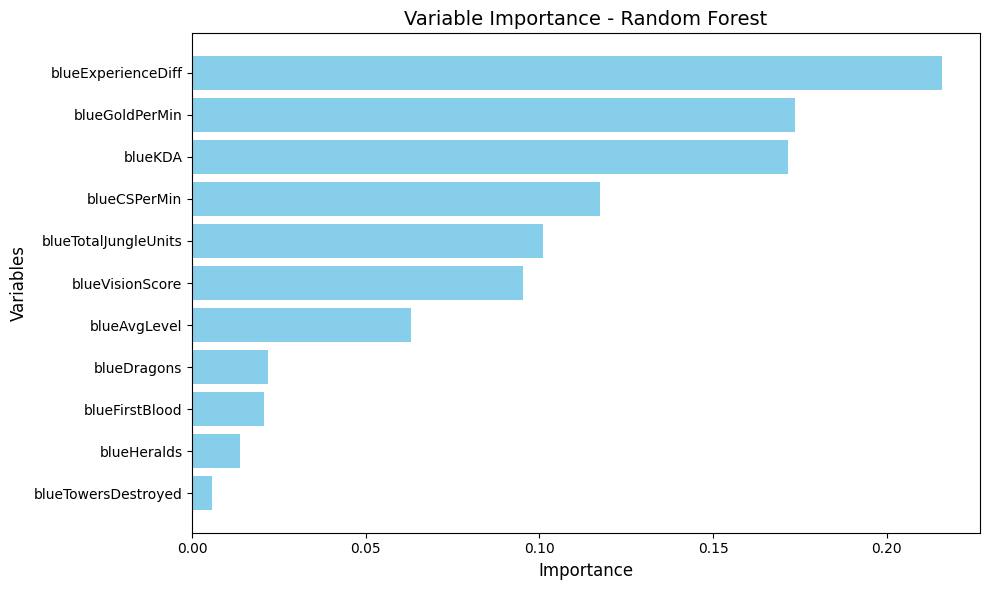 Variable Importance - Random Forest
Variables
blueExperienceDiff
blueGoldPerMin
blueKDA
blueCSPerMin
blueTotalJungleUnits
blueVisionScore
blueAvgLevel
blueDragons
blueFirstBlood
blueHeralds
blueTowersDestroyed
0.00 0.05 0.10 0.15 0.20
Importance